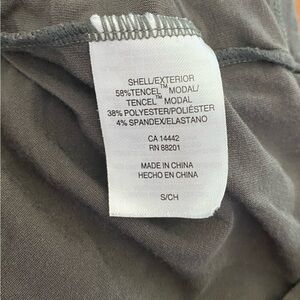 SHELL/EXTERIOR
58%TENCEL™ MODAL/
TENCEL™ MODAL
38% POLYESTER/POLIÉSTER
4% SPANDEX/ELASTANO
CA 14442
RN 88201
MADE IN CHINA
HECHO EN CHINA
S/CH